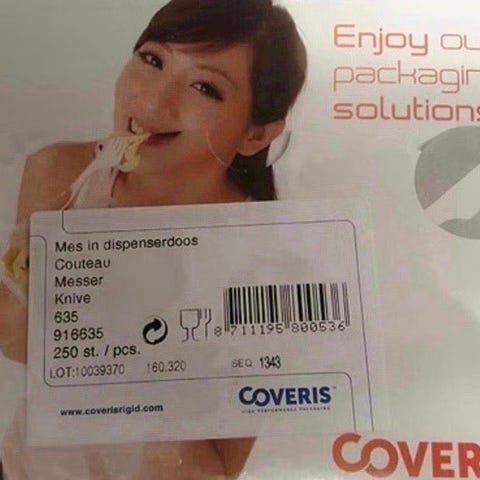 Enjoy ou
packagin
solutions
Mes in dispenserdoos
Couteau
Messer
Knive
635
916635
250 st. / pcs.
LOT:10039370 160.320 SEQ 1343
8 711195 800536
COVERIS
HIGH PERFORMANCE PACKAGING
www.coverisrigid.com
COVER